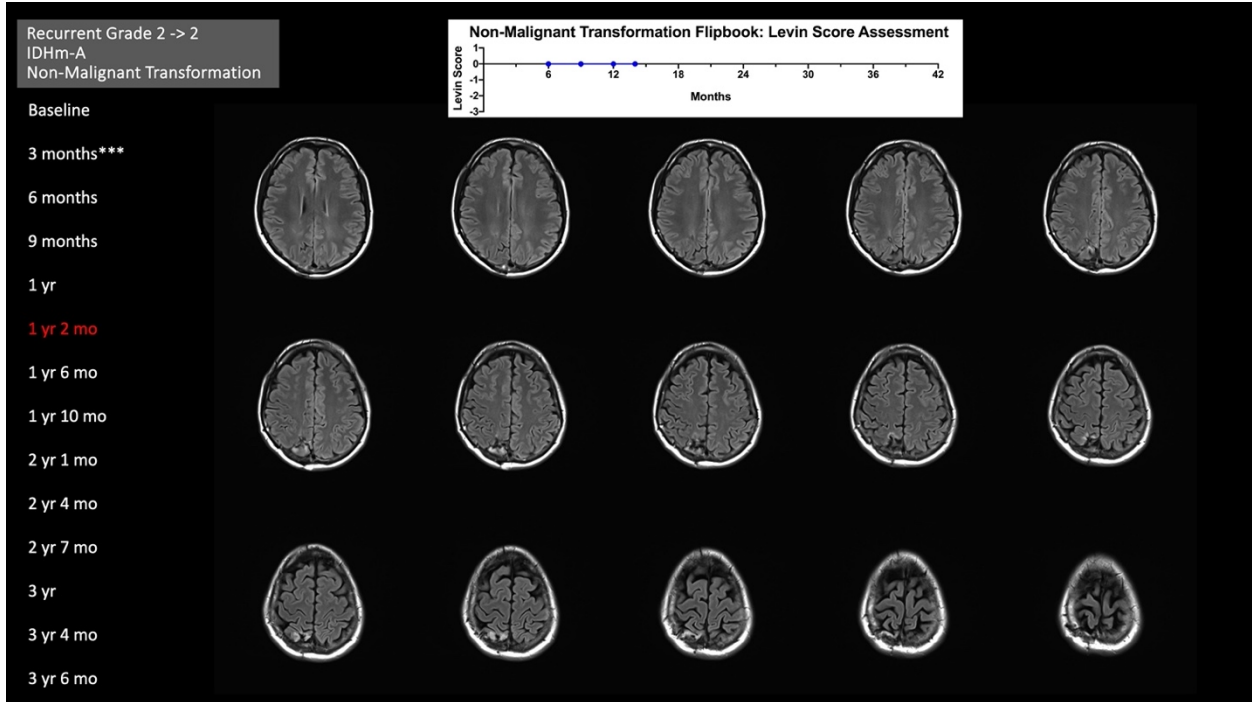 Recurrent Grade 2 -> 2
IDHm-A
Non-Malignant Transformation
Non-Malignant Transformation Flipbook: Levin Score Assessment
Levin Score
1
0
-1
-2
-3
6 12 18 24 30 36 42
Months
Baseline
3 months***
6 months
9 months
1 yr
1 yr 2 mo
1 yr 6 mo
1 yr 10 mo
2 yr 1 mo
2 yr 4 mo
2 yr 7 mo
3 yr
3 yr 4 mo
3 yr 6 mo